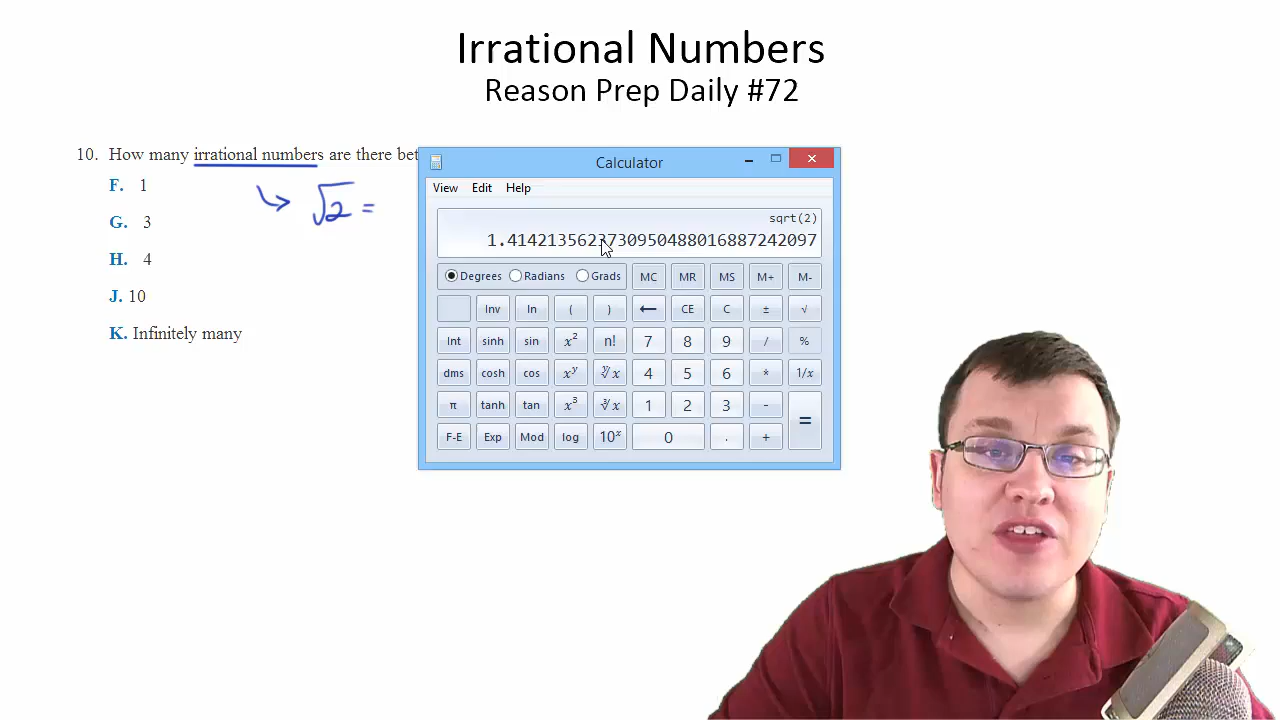 Irrational Numbers
Reason Prep Daily #72
10. How many irrational numbers are there bet
F. 1
G. 3
H. 4
J. 10
K. Infinitely many
√2 =
Calculator
View Edit Help
sqrt(2)
1.4142135623730950488016887242097
Degrees Radians Grads MC MR MS M+ M-
Inv ln ( ) ← CE C ± √
Int sinh sin x² n! 7 8 9 / %
dms cosh cos xʸ ʸ√x 4 5 6 * 1/x
π tanh tan x³ ³√x 1 2 3 - =
F-E Exp Mod log 10ˣ 0 . +